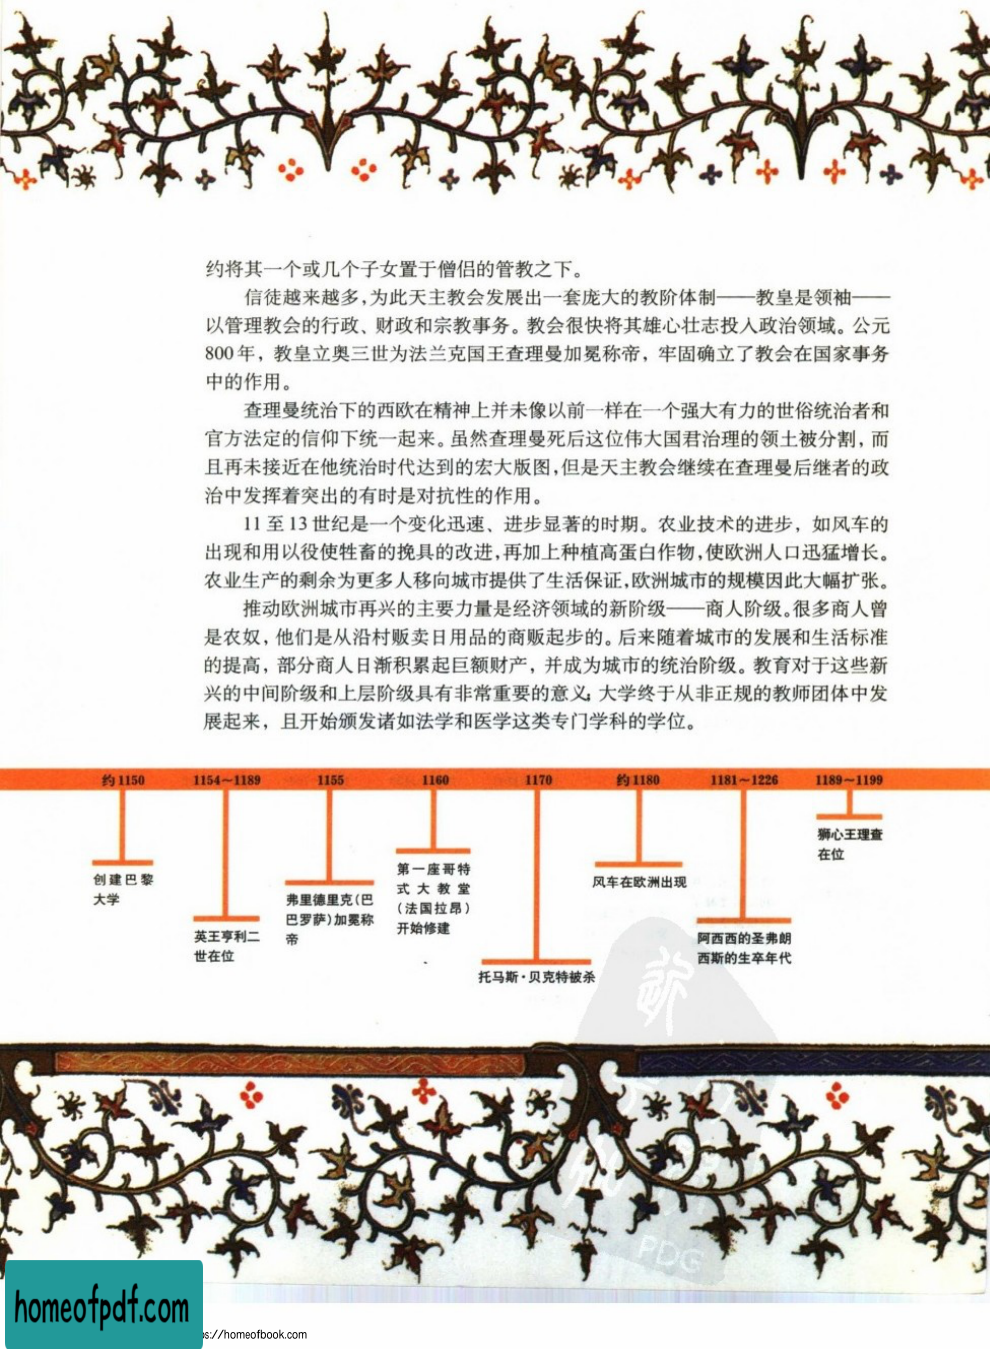 约将其一个或几个子女置于僧侣的管教之下。
信徒越来越多，为此天主教会发展出一套庞大的教阶体制——教皇是领袖——
以管理教会的行政、财政和宗教事务。教会很快将其雄心壮志投入政治领域。公元
800年，教皇立奥三世为法兰克国王查理曼加冕称帝，牢固确立了教会在国家事务
中的作用。
查理曼统治下的西欧在精神上并未像以前一样在一个强大有力的世俗统治者和
官方法定的信仰下统一起来。虽然查理曼死后这位伟大国君治理的领土被分割，而
且再未接近在他统治时代达到的宏大版图，但是天主教会继续在查理曼后继者的政
治中发挥着突出的有时是对抗性的作用。
11至13世纪是一个变化迅速、进步显著的时期。农业技术的进步，如风车的
出现和用以役使牲畜的挽具的改进，再加上种植高蛋白作物，使欧洲人口迅猛增长。
农业生产的剩余为更多人移向城市提供了生活保证，欧洲城市的规模因此大幅扩张。
推动欧洲城市再兴的主要力量是经济领域的新阶级——商人阶级。很多商人曾
是农奴，他们是从沿村贩卖日用品的商贩起步的。后来随着城市的发展和生活标准
的提高，部分商人日渐积累起巨额财产，并成为城市的统治阶级。教育对于这些新
兴的中间阶级和上层阶级具有非常重要的意义；大学终于从非正规的教师团体中发
展起来，且开始颁发诸如法学和医学这类专门学科的学位。
约1150 1154～1189 1155 1160 1170 约1180 1181～1226 1189～1199
创建巴黎
大学
英王亨利二
世在位
弗里德里克（巴
巴罗萨）加冕称
帝
第一座哥特
式大教堂
（法国拉昂）
开始修建
托马斯·贝克特被杀
风车在欧洲出现
阿西西的圣弗朗
西斯的生卒年代
狮心王理查
在位
PDG
homeofpdf.com
ps://homeofbook.com